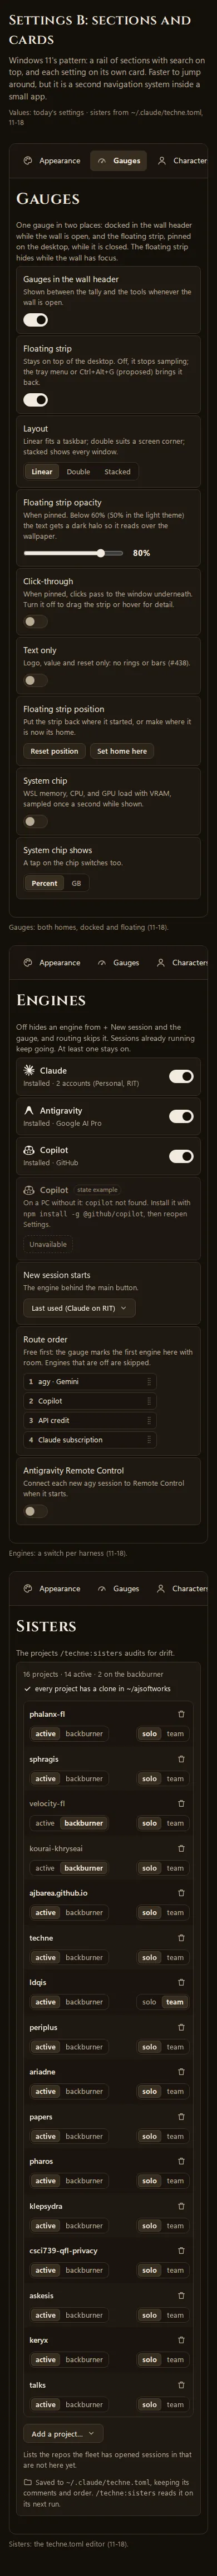 Settings B: sections and
cards
Windows 11's pattern: a rail of sections with search on
top, and each setting on its own card. Faster to jump
around, but it is a second navigation system inside a
small app.
Values: today's settings · sisters from ~/.claude/techne.toml,
11-18
Appearance
Gauges
Character
Gauges
One gauge in two places: docked in the wall header
while the wall is open, and the floating strip, pinned
on the desktop, while it is closed. The floating strip
hides while the wall has focus.
Gauges in the wall header
Shown between the tally and the tools whenever the
wall is open.
Floating strip
Stays on top of the desktop. Off, it stops sampling;
the tray menu or Ctrl+Alt+G (proposed) brings it
back.
Layout
Linear fits a taskbar; double suits a screen corner;
stacked shows every window.
Linear
Double
Stacked
Floating strip opacity
When pinned. Below 60% (50% in the light theme)
the text gets a dark halo so it reads over the
wallpaper.
80%
Click-through
When pinned, clicks pass to the window underneath.
Turn it off to drag the strip or hover for detail.
Text only
Logo, value and reset only: no rings or bars (#438).
Floating strip position
Put the strip back where it started, or make where it
is now its home.
Reset position
Set home here
System chip
WSL memory, CPU, and GPU load with VRAM,
sampled once a second while shown.
System chip shows
A tap on the chip switches too.
Percent
GB
Gauges: both homes, docked and floating (11-18).
Appearance
Gauges
Characters
Engines
Off hides an engine from + New session and the
gauge, and routing skips it. Sessions already running
keep going. At least one stays on.
Claude
Installed · 2 accounts (Personal, RIT)
Antigravity
Installed · Google AI Pro
Copilot
Installed · GitHub
Copilot
state example
On a PC without it: copilot not found. Install it with
npm install -g @github/copilot, then reopen
Settings.
Unavailable
New session starts
The engine behind the main button.
Last used (Claude on RIT)
Route order
Free first: the gauge marks the first engine here with
room. Engines that are off are skipped.
1 agy · Gemini
2 Copilot
3 API credit
4 Claude subscription
Antigravity Remote Control
Connect each new agy session to Remote Control
when it starts.
Engines: a switch per harness (11-18).
Appearance
Gauges
Characters
Sisters
The projects /techne:sisters audits for drift.
16 projects · 14 active · 2 on the backburner
every project has a clone in ~/ajsoftworks
phalanx-fl
active backburner solo team
sphragis
active backburner solo team
velocity-fl
active backburner solo team
kourai-khryseai
active backburner solo team
ajbarea.github.io
active backburner solo team
techne
active backburner solo team
ldqis
active backburner solo team
periplus
active backburner solo team
ariadne
active backburner solo team
papers
active backburner solo team
pharos
active backburner solo team
klepsydra
active backburner solo team
csci739-qfl-privacy
active backburner solo team
askesis
active backburner solo team
keryx
active backburner solo team
talks
active backburner solo team
Add a project...
Lists the repos the fleet has opened sessions in that
are not here yet.
Saved to ~/.claude/techne.toml, keeping its
comments and order. /techne:sisters reads it on
its next run.
Sisters: the techne.toml editor (11-18).